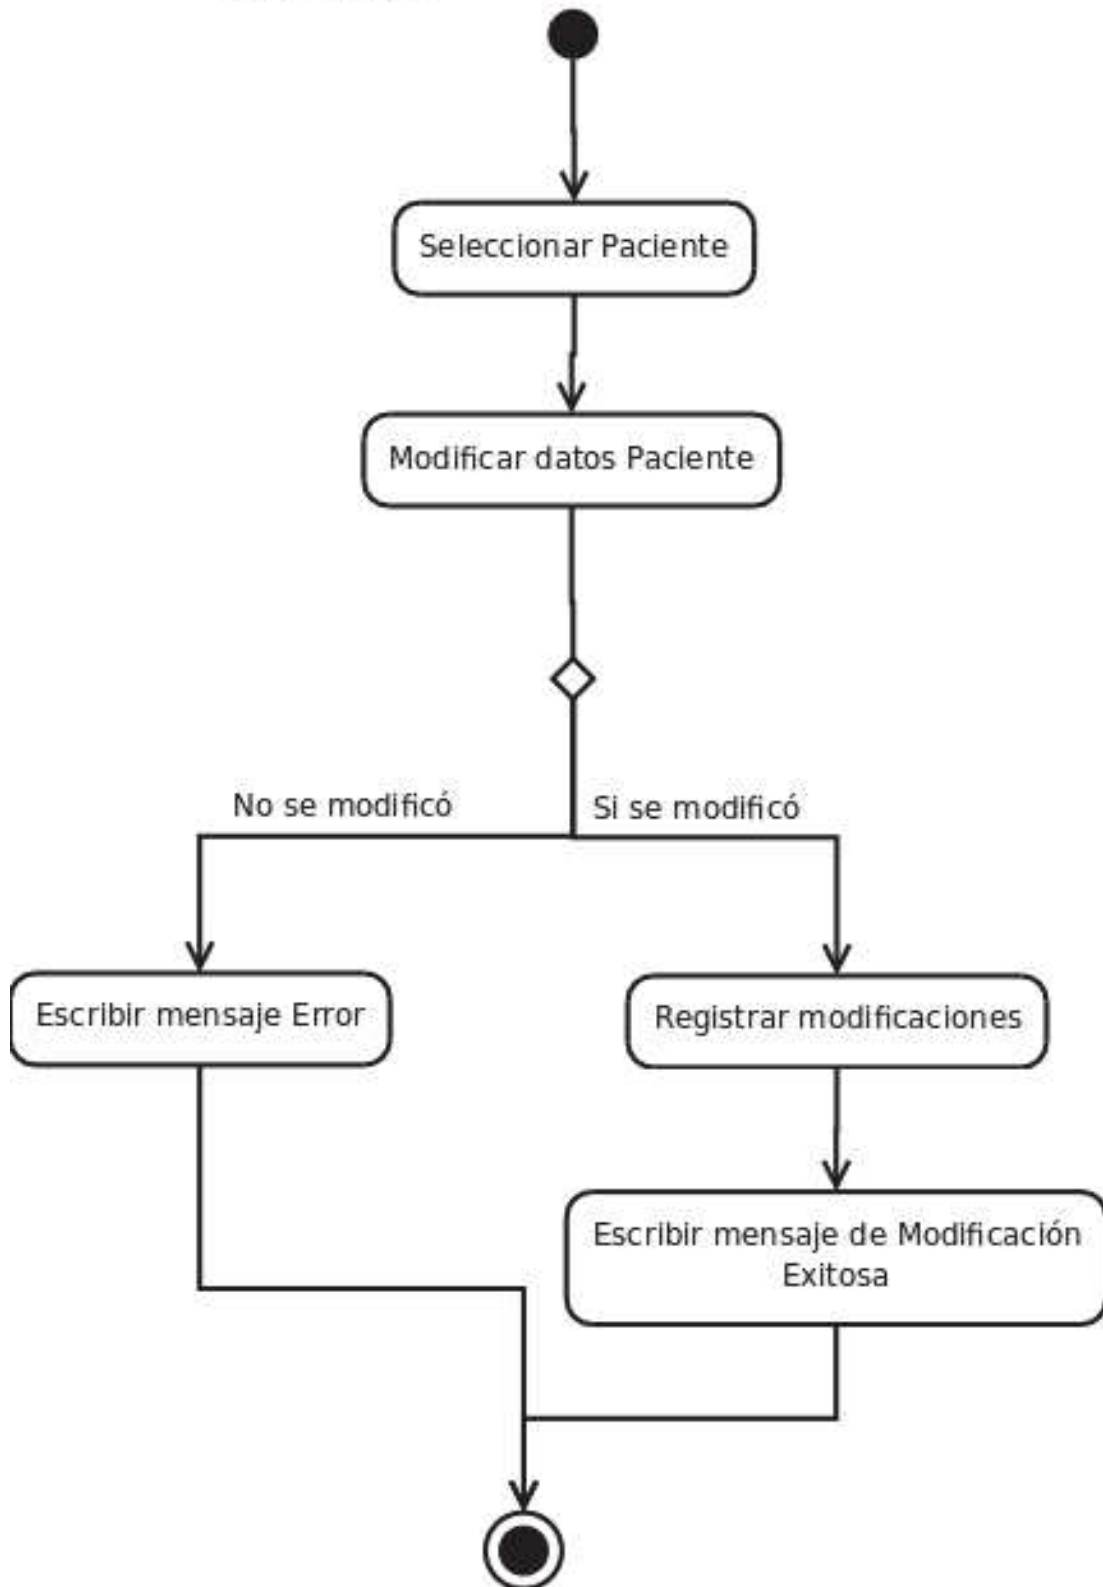 Seleccionar Paciente
Modificar datos Paciente
No se modificó
Si se modificó
Escribir mensaje Error
Registrar modificaciones
Escribir mensaje de Modificación
Exitosa